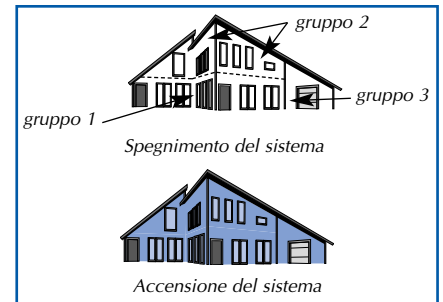 gruppo 2
gruppo 1
gruppo 3
Spegnimento del sistema
Accensione del sistema